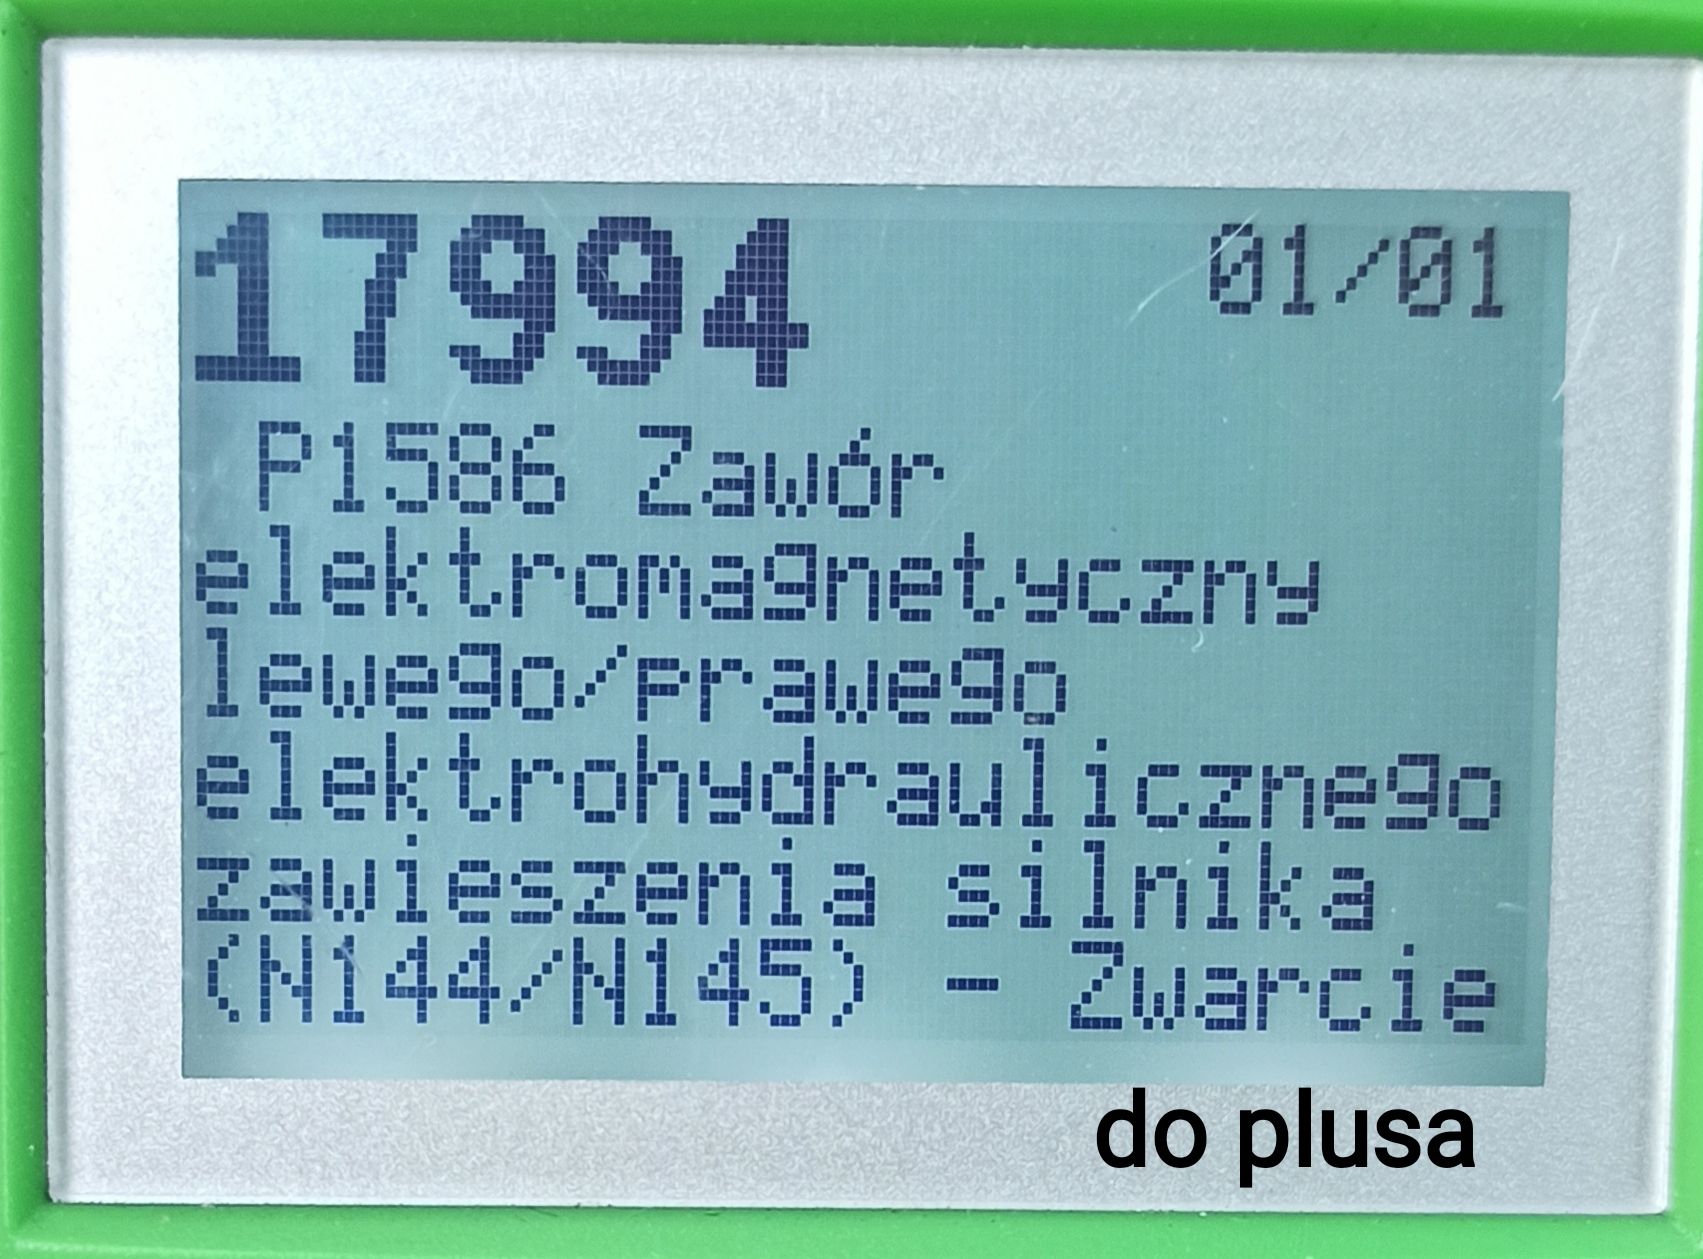 17994 01/01
P1586 Zawór
elektromagnetyczny
lewego/prawego
elektrohydraulicznego
zawieszenia silnika
(N144/N145) - Zwarcie
do plusa